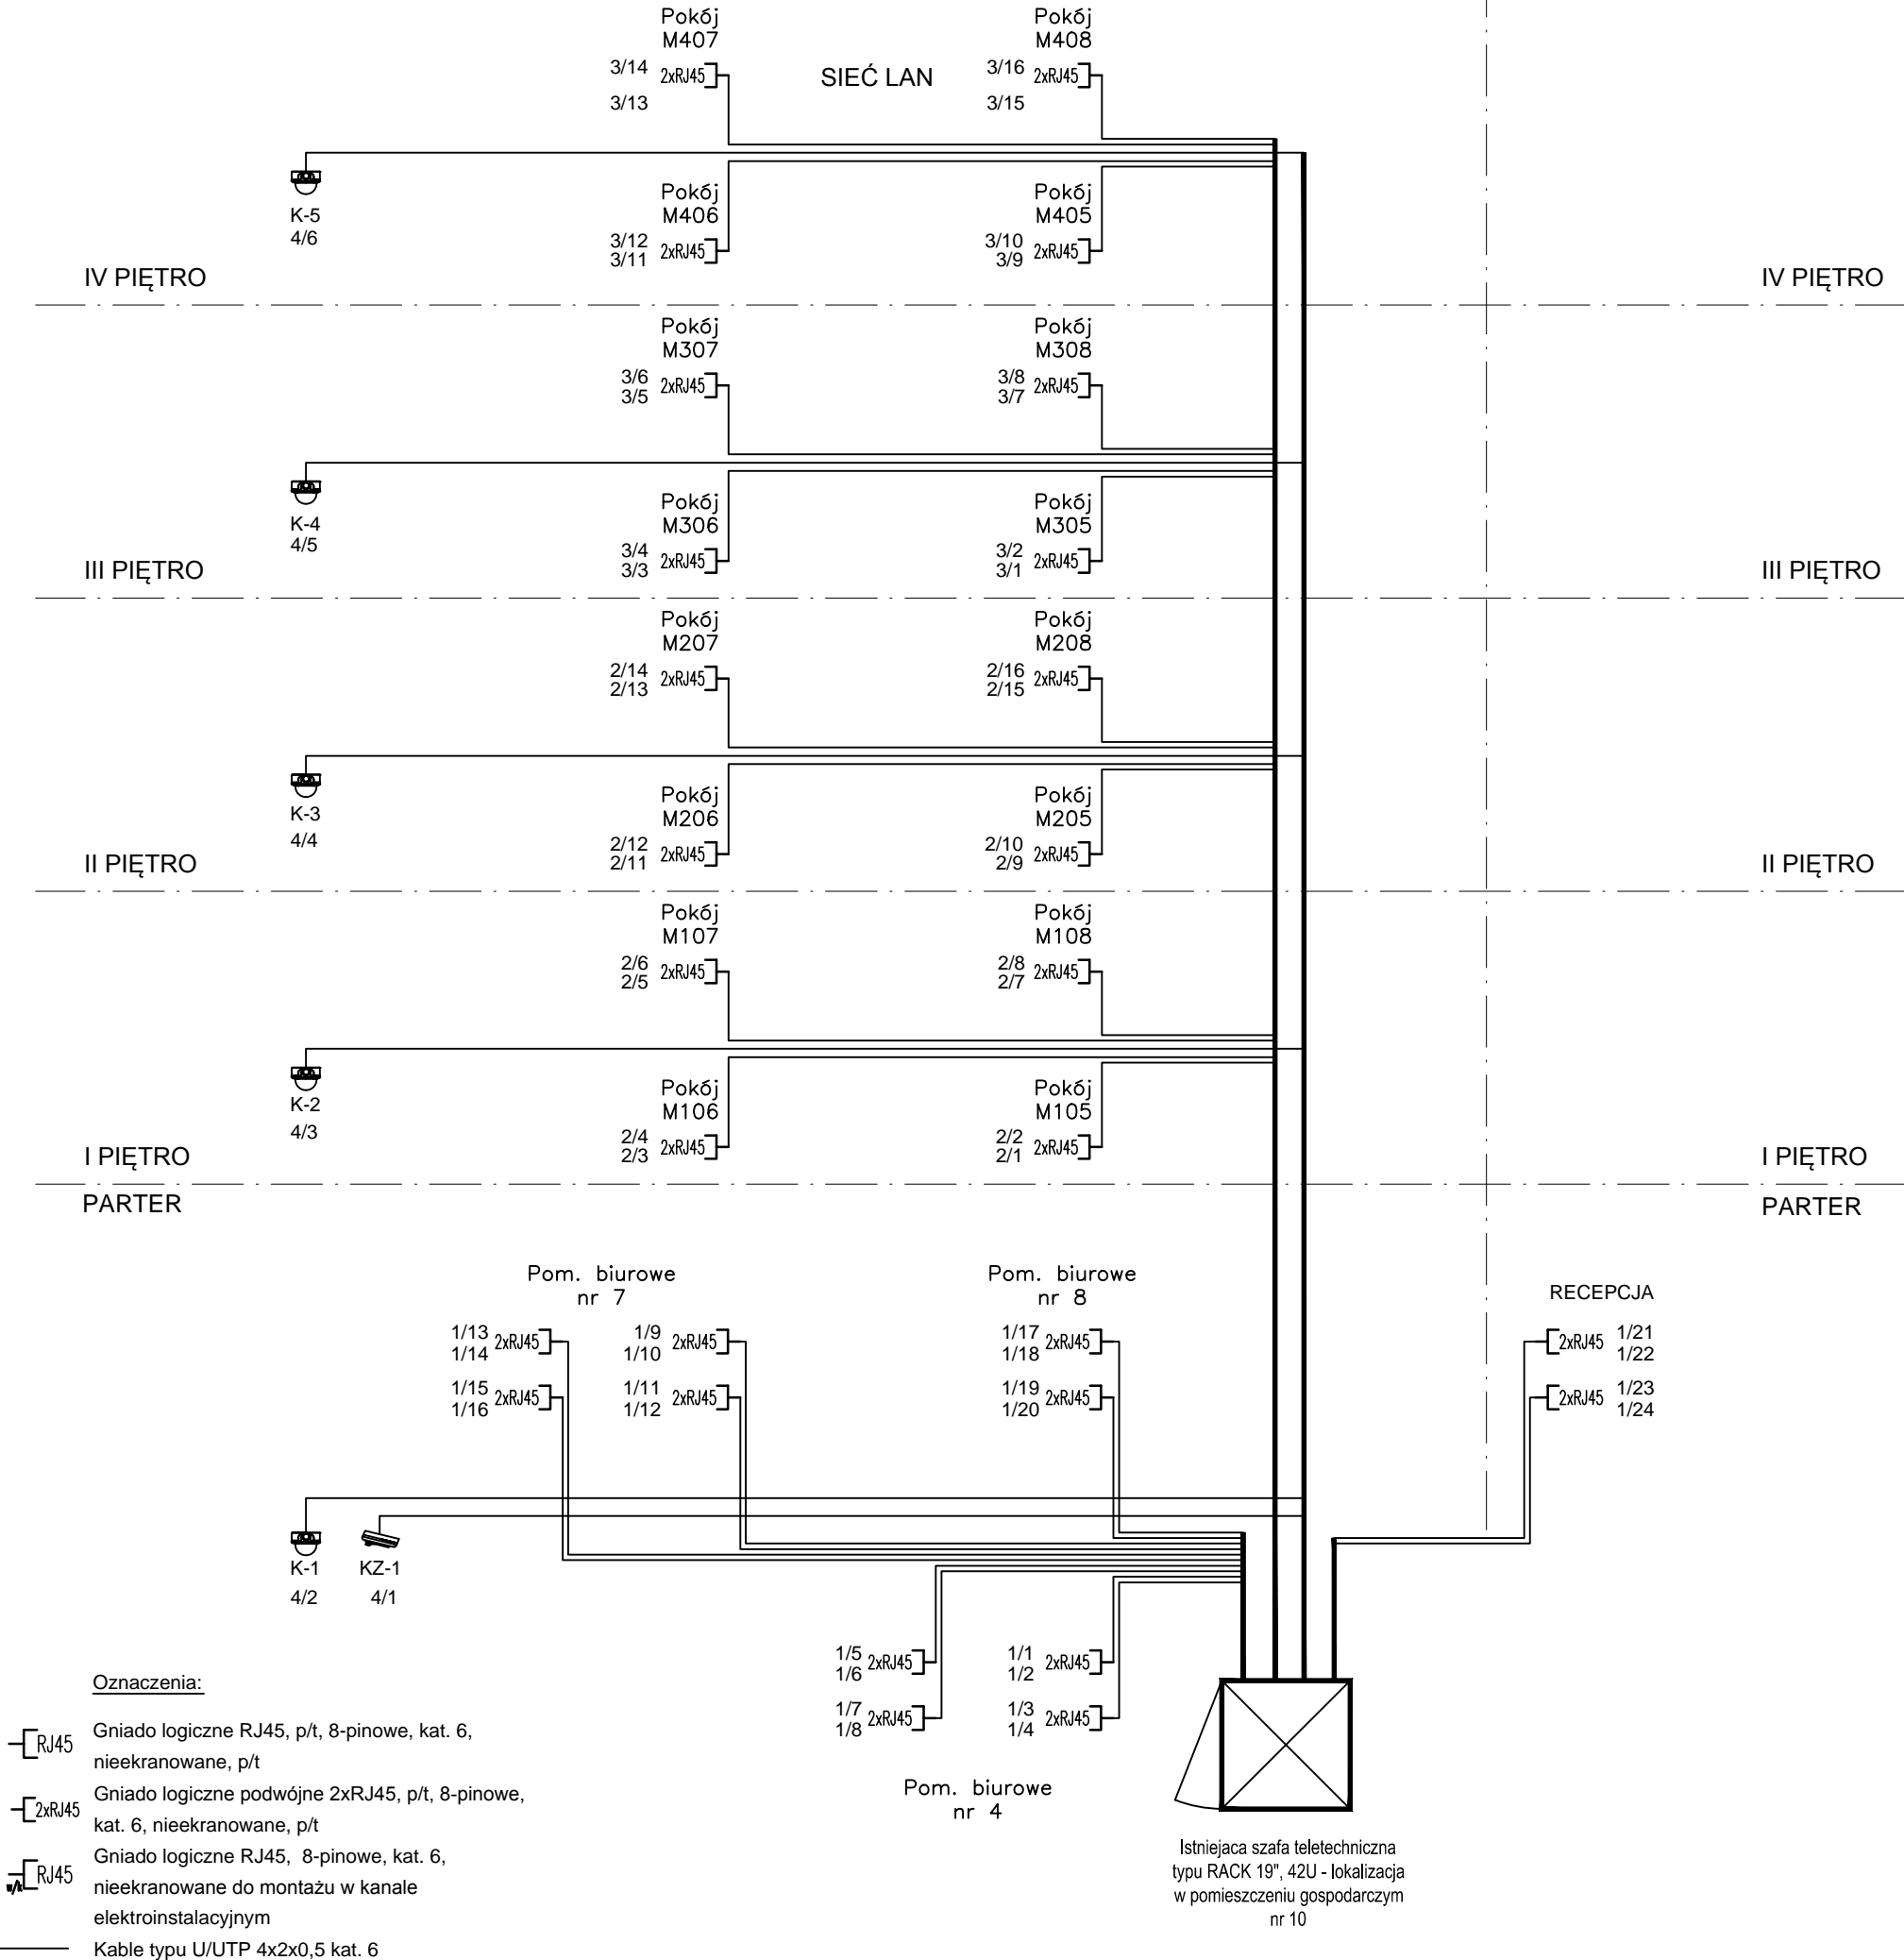 Pokój
M407
3/14
2xRJ45
3/13
SIEĆ LAN
Pokój
M408
3/16
2xRJ45
3/15
K-5
4/6
Pokój
M406
3/12
3/11
2xRJ45
Pokój
M405
3/10
3/9
2xRJ45
IV PIĘTRO
IV PIĘTRO
Pokój
M307
3/6
3/5
2xRJ45
Pokój
M308
3/8
3/7
2xRJ45
K-4
4/5
Pokój
M306
3/4
3/3
2xRJ45
Pokój
M305
3/2
3/1
2xRJ45
III PIĘTRO
III PIĘTRO
Pokój
M207
2/14
2/13
2xRJ45
Pokój
M208
2/16
2/15
2xRJ45
K-3
4/4
Pokój
M206
2/12
2/11
2xRJ45
Pokój
M205
2/10
2/9
2xRJ45
II PIĘTRO
II PIĘTRO
Pokój
M107
2/6
2/5
2xRJ45
Pokój
M108
2/8
2/7
2xRJ45
K-2
4/3
Pokój
M106
2/4
2/3
2xRJ45
Pokój
M105
2/2
2/1
2xRJ45
I PIĘTRO
I PIĘTRO
PARTER
PARTER
Pom. biurowe
nr 7
1/13
1/14
2xRJ45
1/9
1/10
2xRJ45
1/15
1/16
2xRJ45
1/11
1/12
2xRJ45
Pom. biurowe
nr 8
1/17
1/18
2xRJ45
1/19
1/20
2xRJ45
RECEPCJA
2xRJ45
1/21
1/22
2xRJ45
1/23
1/24
K-1
4/2
KZ-1
4/1
1/5
1/6
2xRJ45
1/1
1/2
2xRJ45
1/7
1/8
2xRJ45
1/3
1/4
2xRJ45
Pom. biurowe
nr 4
Istniejaca szafa teletechniczna
typu RACK 19", 42U - lokalizacja
w pomieszczeniu gospodarczym
nr 10
Oznaczenia:
RJ45
Gniado logiczne RJ45, p/t, 8-pinowe, kat. 6,
nieekranowane, p/t
2xRJ45
Gniado logiczne podwójne 2xRJ45, p/t, 8-pinowe,
kat. 6, nieekranowane, p/t
RJ45
Gniado logiczne RJ45, 8-pinowe, kat. 6,
nieekranowane do montażu w kanale
elektroinstalacyjnym
Kable typu U/UTP 4x2x0,5 kat. 6